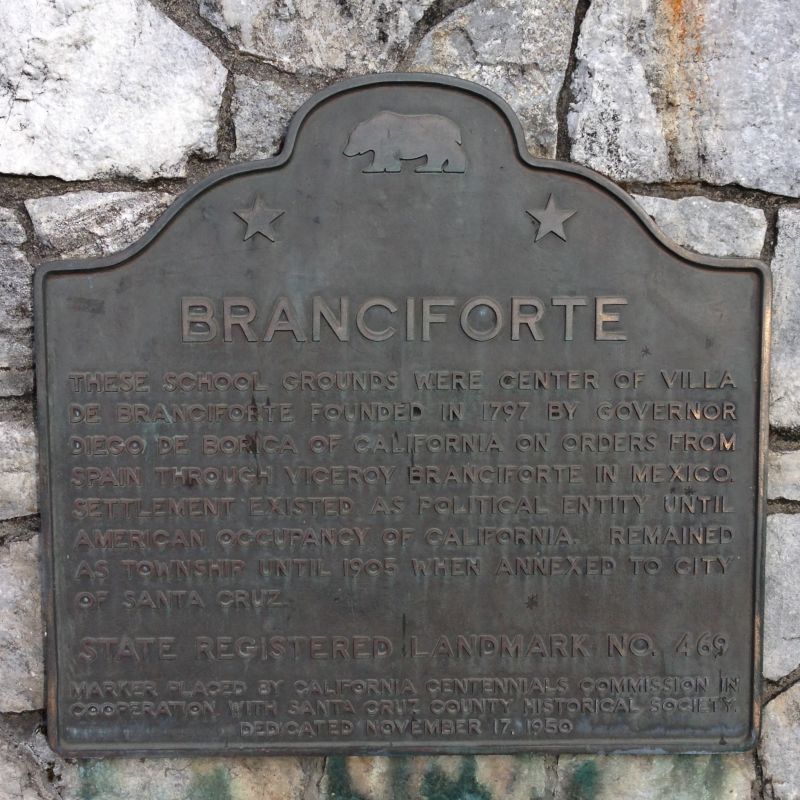 BRANCIFORTE
THESE SCHOOL GROUNDS WERE CENTER OF VILLA
DE BRANCIFORTE FOUNDED IN 1797 BY GOVERNOR
DIEGO DE BORICA OF CALIFORNIA ON ORDERS FROM
SPAIN THROUGH VICEROY BRANCIFORTE IN MEXICO.
SETTLEMENT EXISTED AS POLITICAL ENTITY UNTIL
AMERICAN OCCUPANCY OF CALIFORNIA. REMAINED
AS TOWNSHIP UNTIL 1905 WHEN ANNEXED TO CITY
OF SANTA CRUZ.
STATE REGISTERED LANDMARK NO. 469
MARKER PLACED BY CALIFORNIA CENTENNIALS COMMISSION IN
COOPERATION WITH SANTA CRUZ COUNTY HISTORICAL SOCIETY.
DEDICATED NOVEMBER 17, 1950